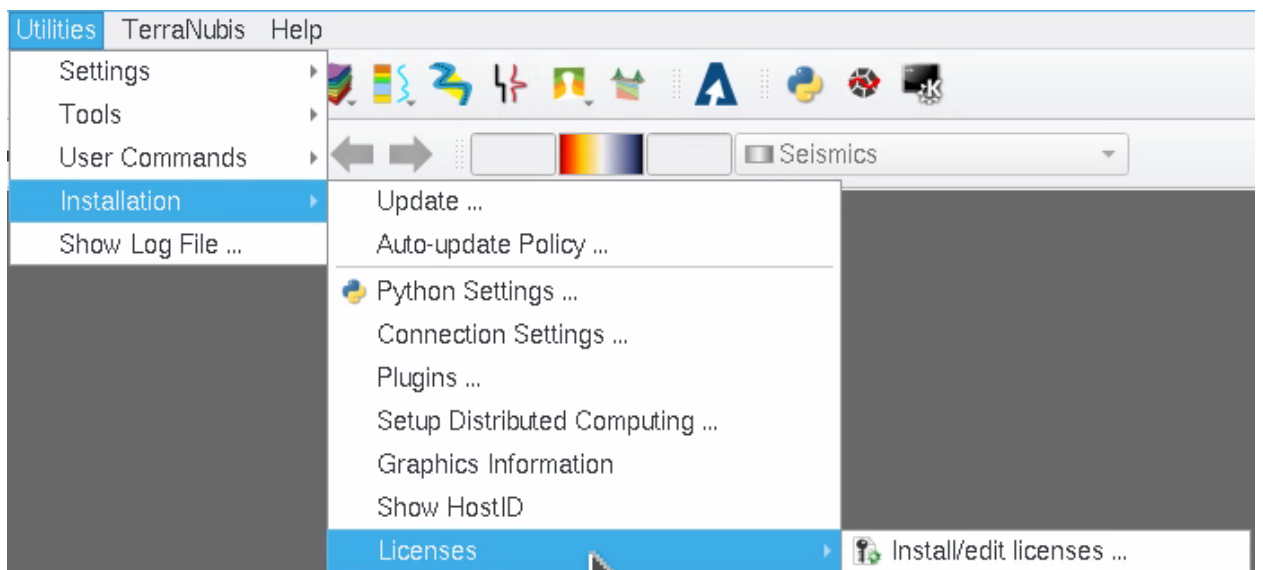 Utilities TerraNubis Help
Settings
Tools
User Commands
Seismics
Installation
Update ...
Show Log File ...
Auto-update Policy ...
Python Settings ...
Connection Settings ...
Plugins ...
Setup Distributed Computing ...
Graphics Information
Show HostID
Licenses
Install/edit licenses ...